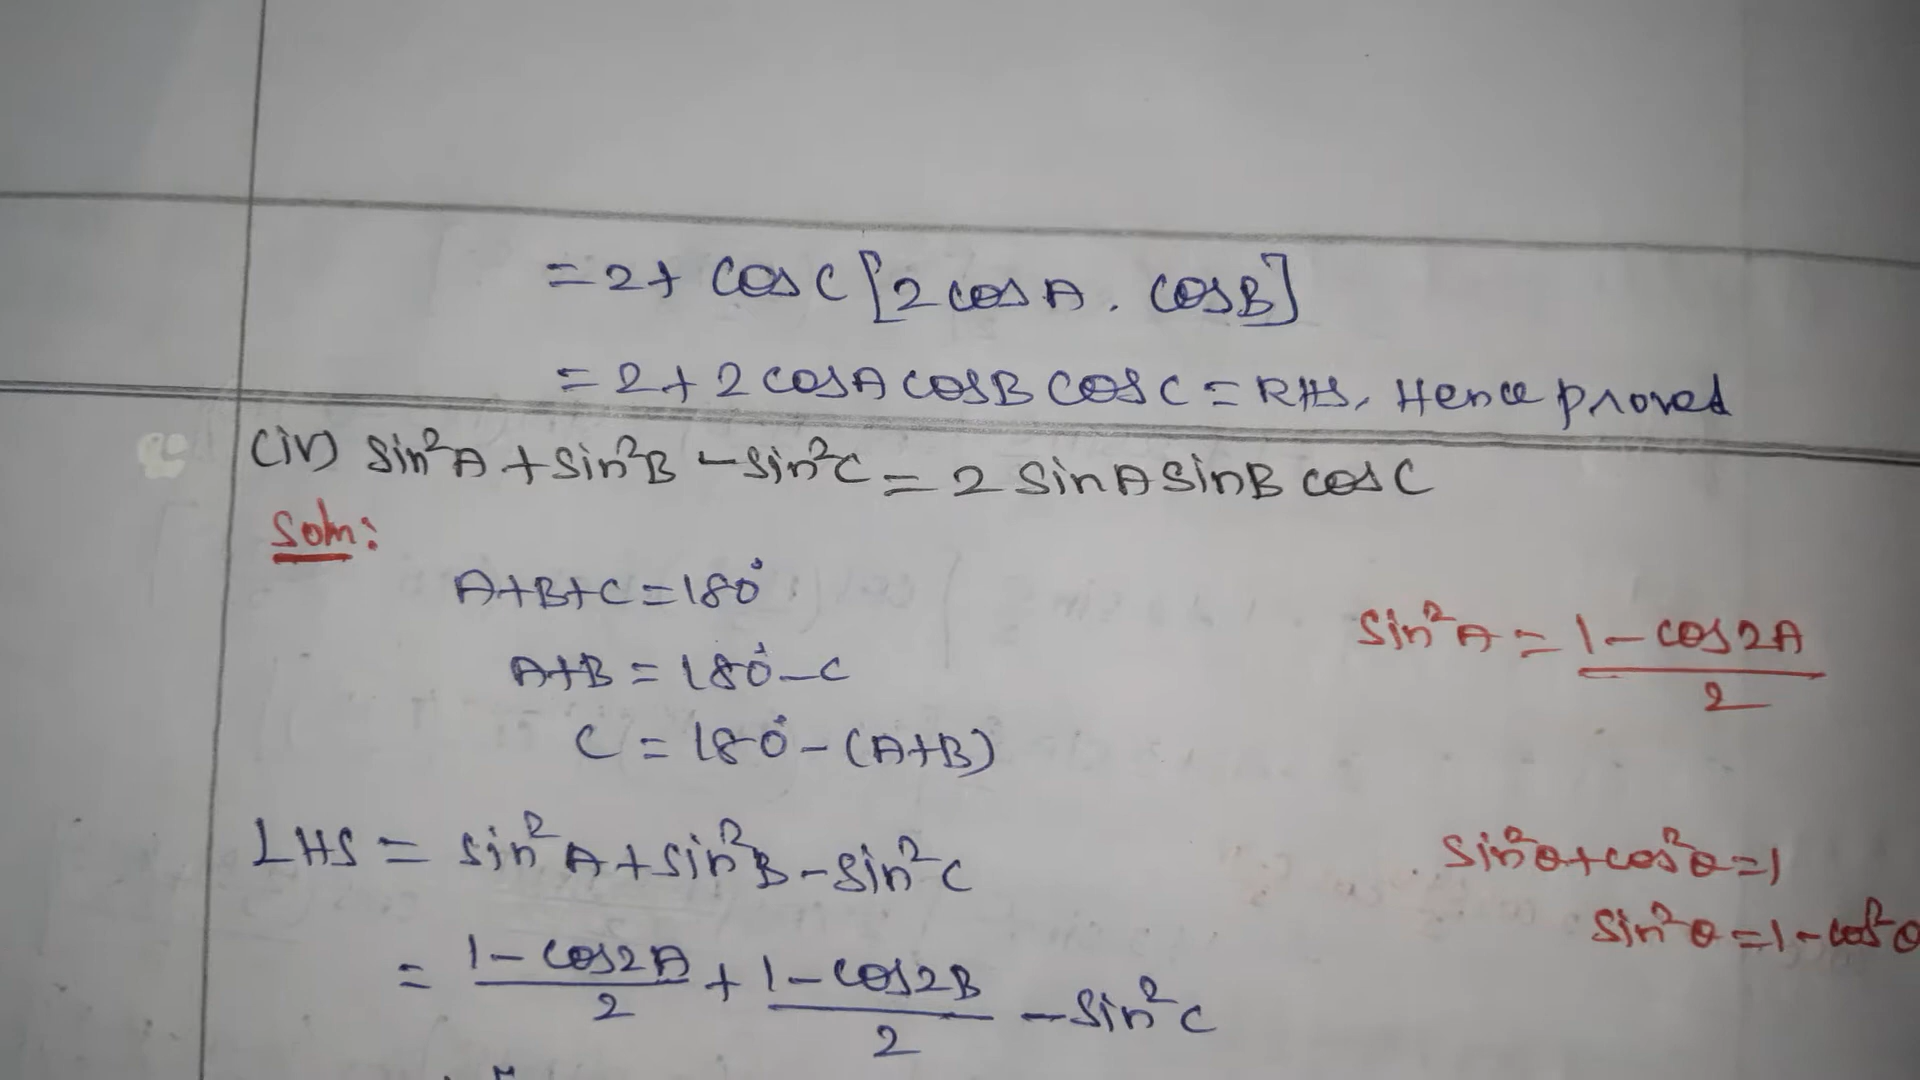 = 2 + cos C [2 cos A . cos B]
= 2 + 2 cos A cos B cos C = RHS, Hence proved
(iv) sin²A + sin²B - sin²C = 2 sin A sin B cos C
Soln:
A+B+C = 180°
A+B = 180° - C
sin²A = (1 - cos 2A)/2
C = 180° - (A+B)
LHS = sin²A + sin²B - sin²C
sin²θ + cos²θ = 1
sin²θ = 1 - cos²θ
= (1 - cos 2A)/2 + (1 - cos 2B)/2 - sin²C